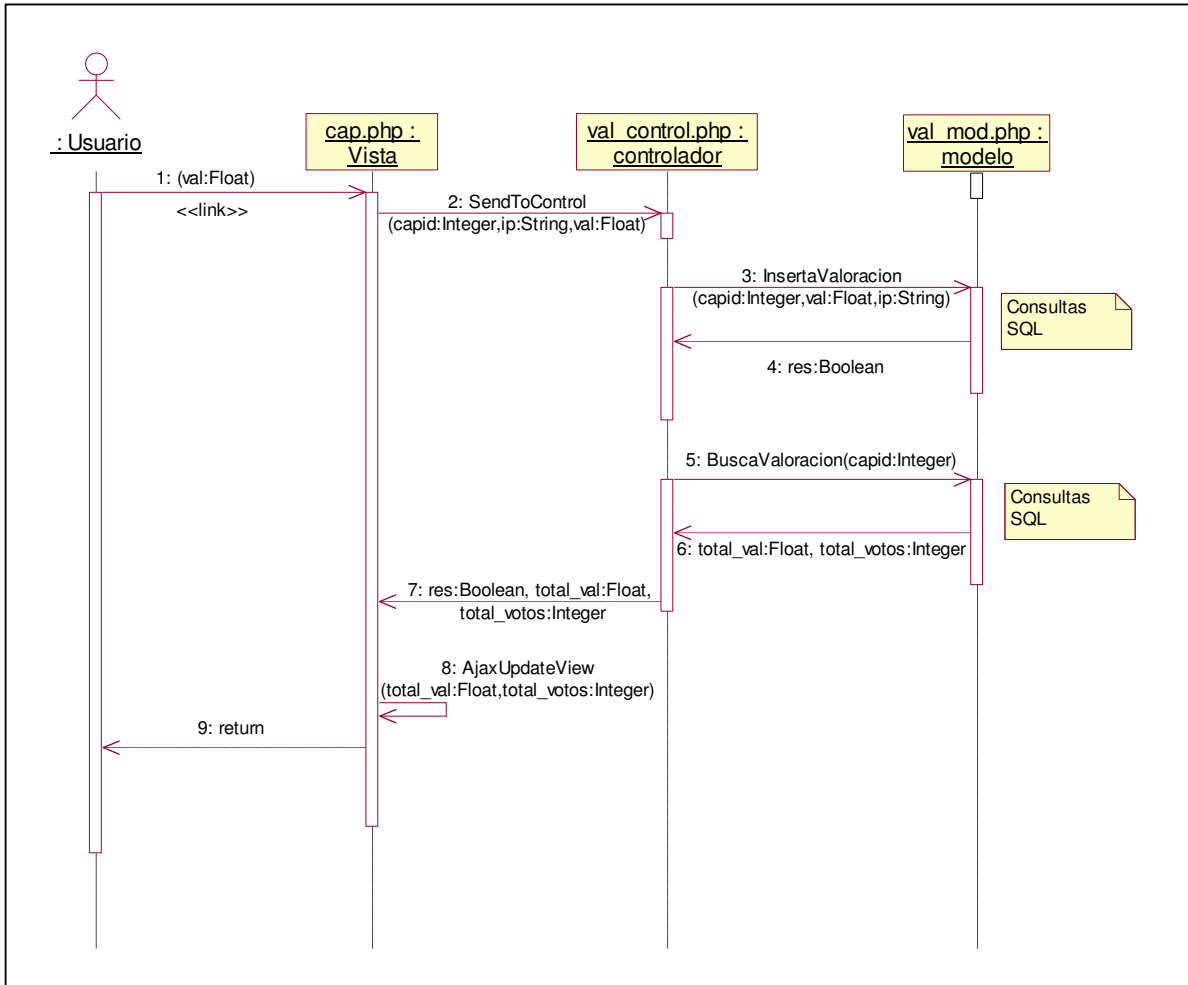 : Usuario
cap.php :
Vista
val_control.php :
controlador
val_mod.php :
modelo
1: (val:Float)
<<link>>
2: SendToControl
(capid:Integer,ip:String,val:Float)
3: InsertaValoracion
(capid:Integer,val:Float,ip:String)
Consultas
SQL
4: res:Boolean
5: BuscaValoracion(capid:Integer)
Consultas
SQL
6: total_val:Float, total_votos:Integer
7: res:Boolean, total_val:Float,
total_votos:Integer
8: AjaxUpdateView
(total_val:Float,total_votos:Integer)
9: return